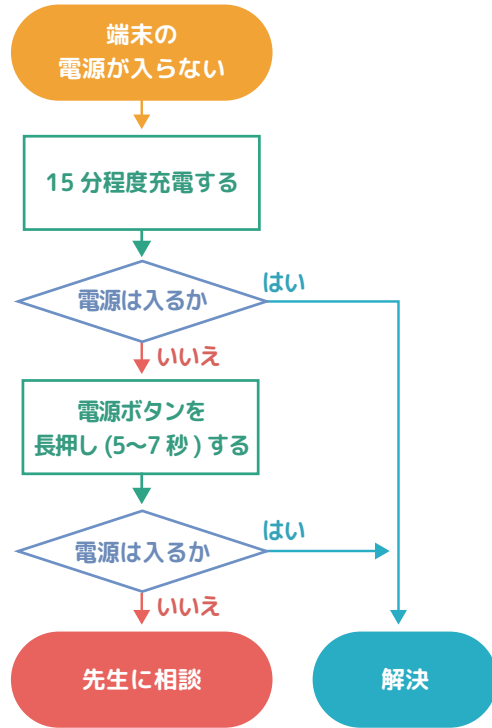 端末の
電源が入らない
15分程度充電する
電源は入るか
はい
いいえ
電源ボタンを
長押し(5〜7秒)する
電源は入るか
はい
いいえ
先生に相談
解決